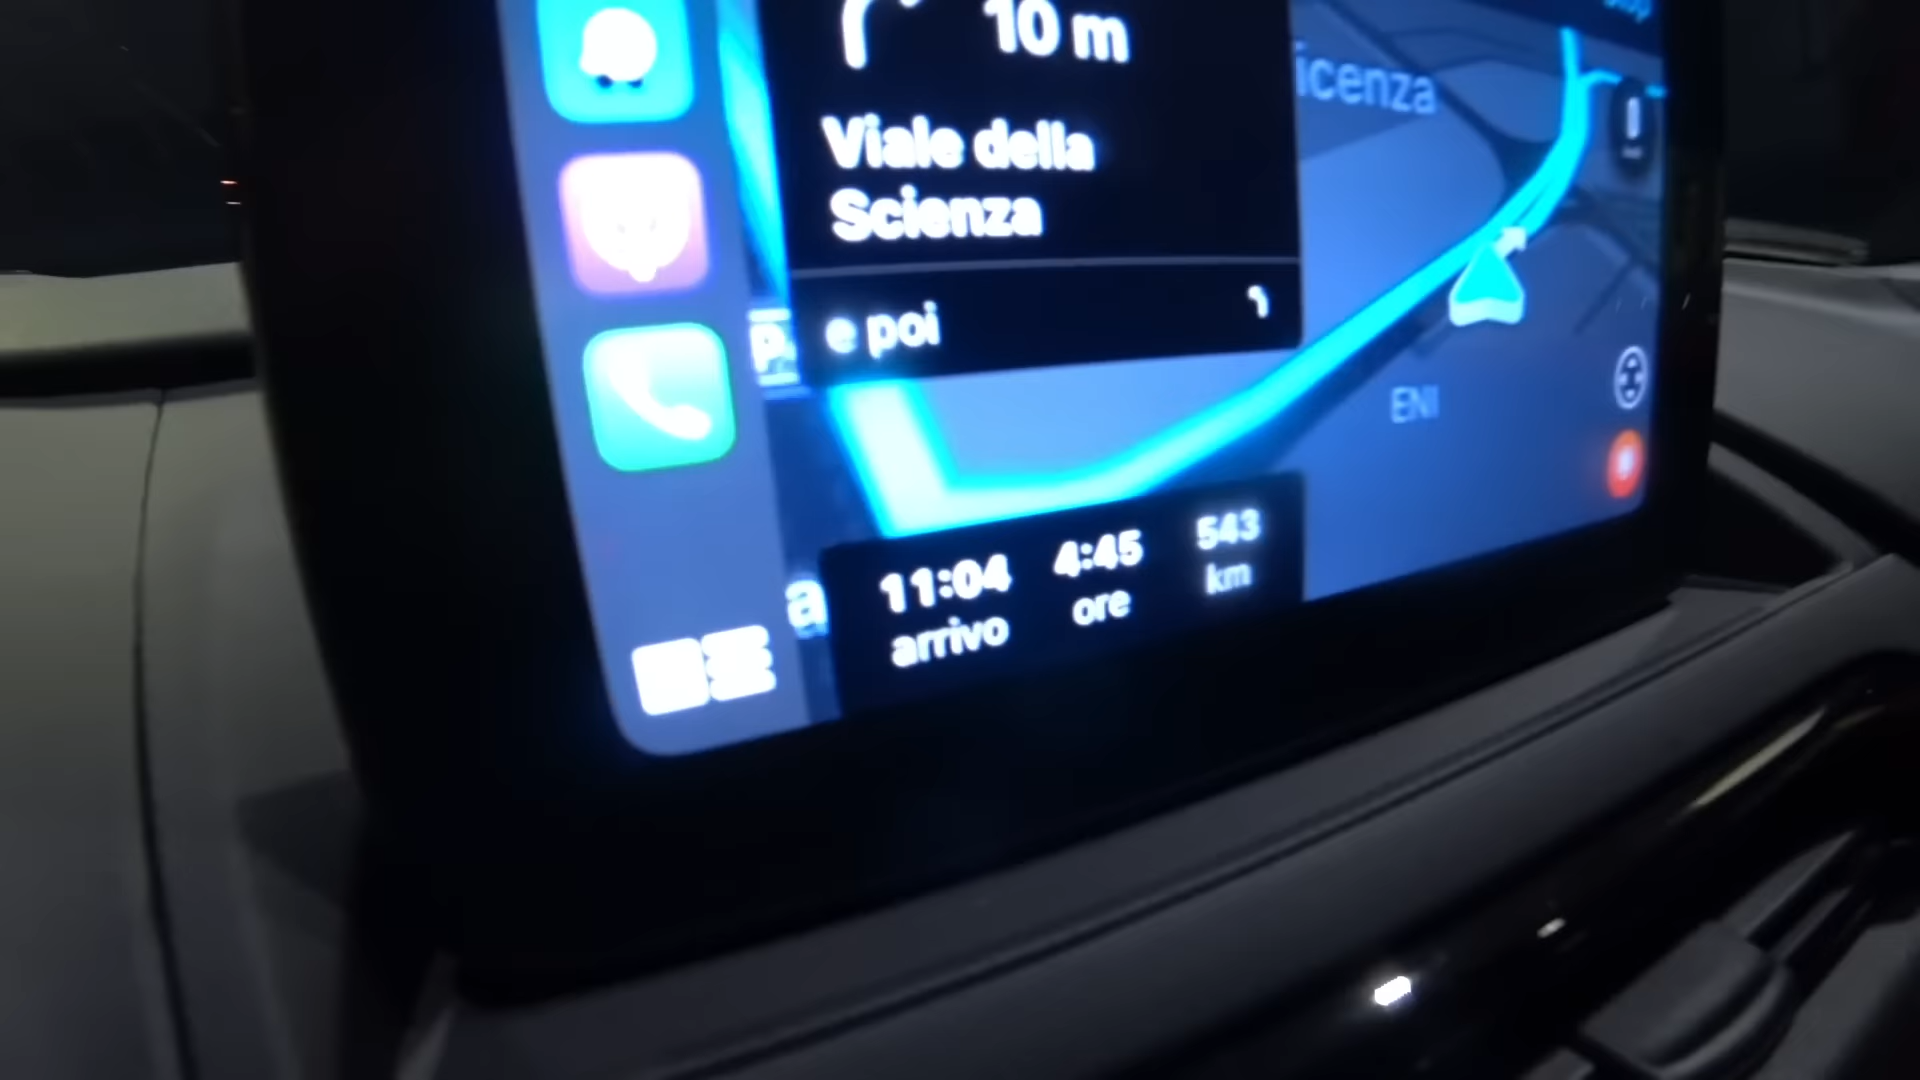 10 m
icenza
Viale della
Scienza
e poi
ENI
11:04
arrivo
4:45
ore
543
km
a